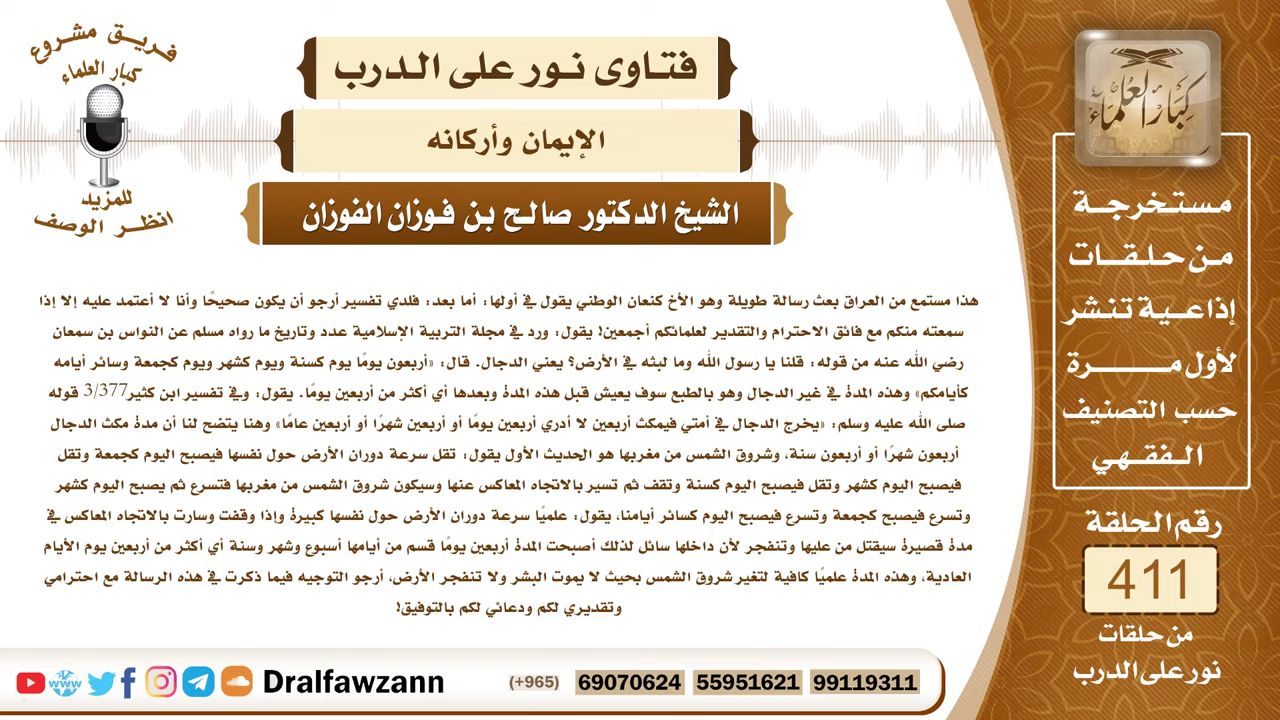 فريق مشروع
كبار العلماء
للمزيد
انظر الوصف
فتاوى نور على الدرب
الإيمان وأركانه
الشيخ الدكتور صالح بن فوزان الفوزان
هذا مستمع من العراق بعث رسالة طويلة وهو الأخ كنعان الوطني يقول في أولها: أما بعد: فلدي تفسير أرجو أن يكون صحيحًا وأنا لا أعتمد عليه إلا إذا
سمعته منكم مع فائق الاحترام والتقدير لعلمائكم أجمعين! يقول: ورد في مجلة التربية الإسلامية عدد وتاريخ ما رواه مسلم عن النواس بن سمعان
رضي الله عنه من قوله: قلنا يا رسول الله وما لبثه في الأرض؟ يعني الدجال. قال: «أربعون يومًا يوم كسنة ويوم كشهر ويوم كجمعة وسائر أيامه
كأيامكم» وهذه المدة في غير الدجال وهو بالطبع سوف يعيش قبل هذه المدة وبعدها أي أكثر من أربعين يومًا. يقول: وفي تفسير ابن كثير3/377 قوله
صلى الله عليه وسلم: «يخرج الدجال في أمتي فيمكث أربعين لا أدري أربعين يومًا أو أربعين شهرًا أو أربعين عامًا» وهنا يتضح لنا أن مدة مكث الدجال
أربعون شهرًا أو أربعون سنة، وشروق الشمس من مغربها هو الحديث الأول يقول: تقل سرعة دوران الأرض حول نفسها فيصبح اليوم كجمعة وتقل
فيصبح اليوم كشهر وتقل فيصبح اليوم كسنة وتقف ثم تسير بالاتجاه المعاكس عنها وسيكون شروق الشمس من مغربها فتسرع ثم يصبح اليوم كشهر
وتسرع فيصبح كجمعة وتسرع فيصبح اليوم كسائر أيامنا، يقول: علميًا سرعة دوران الأرض حول نفسها كبيرة وإذا وقفت وسارت بالاتجاه المعاكس في
مدة قصيرة سيقتل من عليها وتنفجر لأن داخلها سائل لذلك أصبحت المدة أربعين يومًا قسم من أيامها أسبوع وشهر وسنة أي أكثر من أربعين يوم الأيام
العادية، وهذه المدة علميًا كافية لتغير شروق الشمس بحيث لا يموت البشر ولا تنفجر الأرض، أرجو التوجيه فيما ذكرت في هذه الرسالة مع احترامي
وتقديري لكم ودعائي لكم بالتوفيق!
كبار العلماء
مستخرجة
من حلقات
إذاعية تنشر
لأول مرة
حسب التصنيف
الفقهي
رقم الحلقة
411
من حلقات
نور على الدرب
www Dralfawzann (+965) 69070624 55951621 99119311